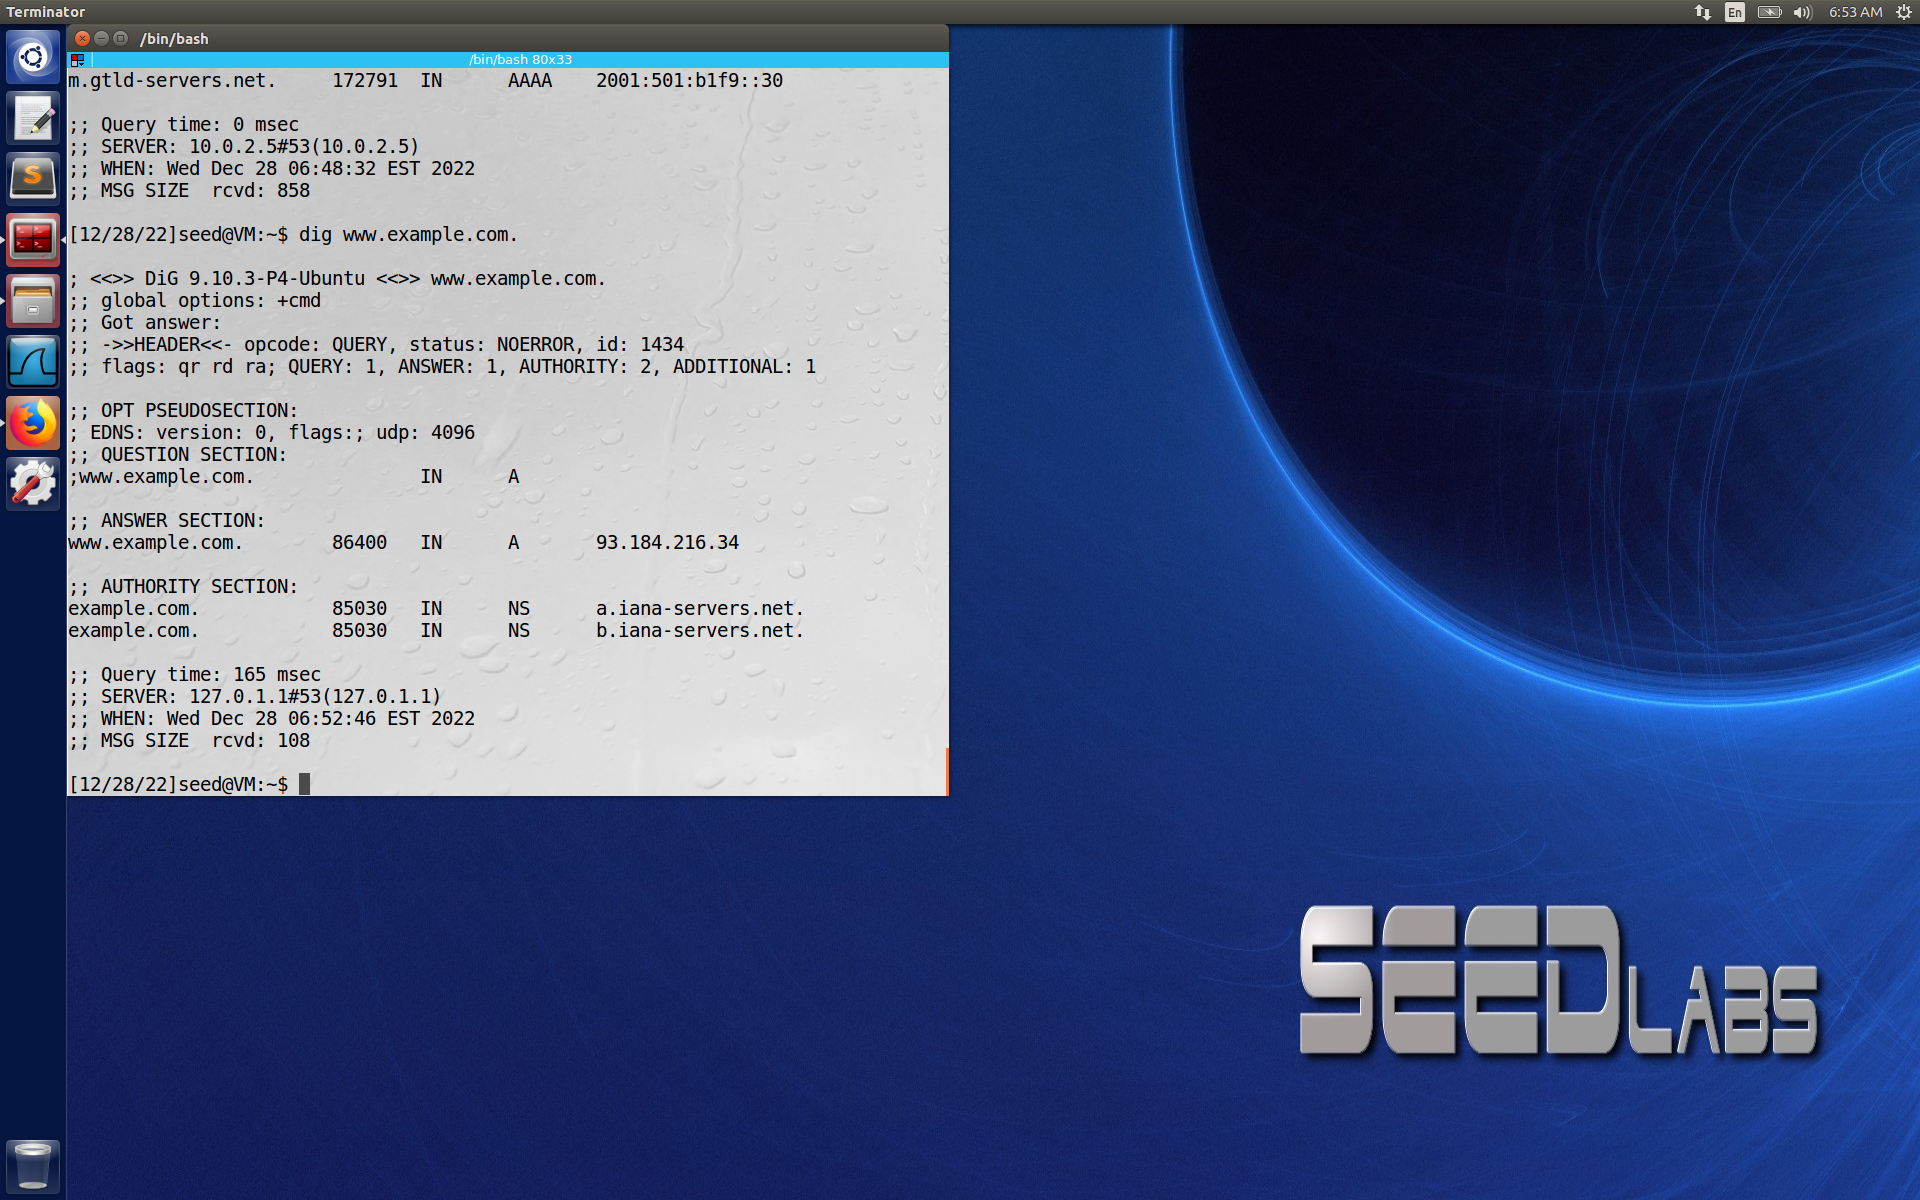 Terminator
En
6:53 AM
/bin/bash
/bin/bash 80x33
m.gtld-servers.net. 172791 IN AAAA 2001:501:b1f9::30
;; Query time: 0 msec
;; SERVER: 10.0.2.5#53(10.0.2.5)
;; WHEN: Wed Dec 28 06:48:32 EST 2022
;; MSG SIZE rcvd: 858
[12/28/22]seed@VM:~$ dig www.example.com.
; <<>> DiG 9.10.3-P4-Ubuntu <<>> www.example.com.
;; global options: +cmd
;; Got answer:
;; ->>HEADER<<- opcode: QUERY, status: NOERROR, id: 1434
;; flags: qr rd ra; QUERY: 1, ANSWER: 1, AUTHORITY: 2, ADDITIONAL: 1
;; OPT PSEUDOSECTION:
; EDNS: version: 0, flags:; udp: 4096
;; QUESTION SECTION:
;www.example.com. IN A
;; ANSWER SECTION:
www.example.com. 86400 IN A 93.184.216.34
;; AUTHORITY SECTION:
example.com. 85030 IN NS a.iana-servers.net.
example.com. 85030 IN NS b.iana-servers.net.
;; Query time: 165 msec
;; SERVER: 127.0.1.1#53(127.0.1.1)
;; WHEN: Wed Dec 28 06:52:46 EST 2022
;; MSG SIZE rcvd: 108
[12/28/22]seed@VM:~$
SEEDLABS